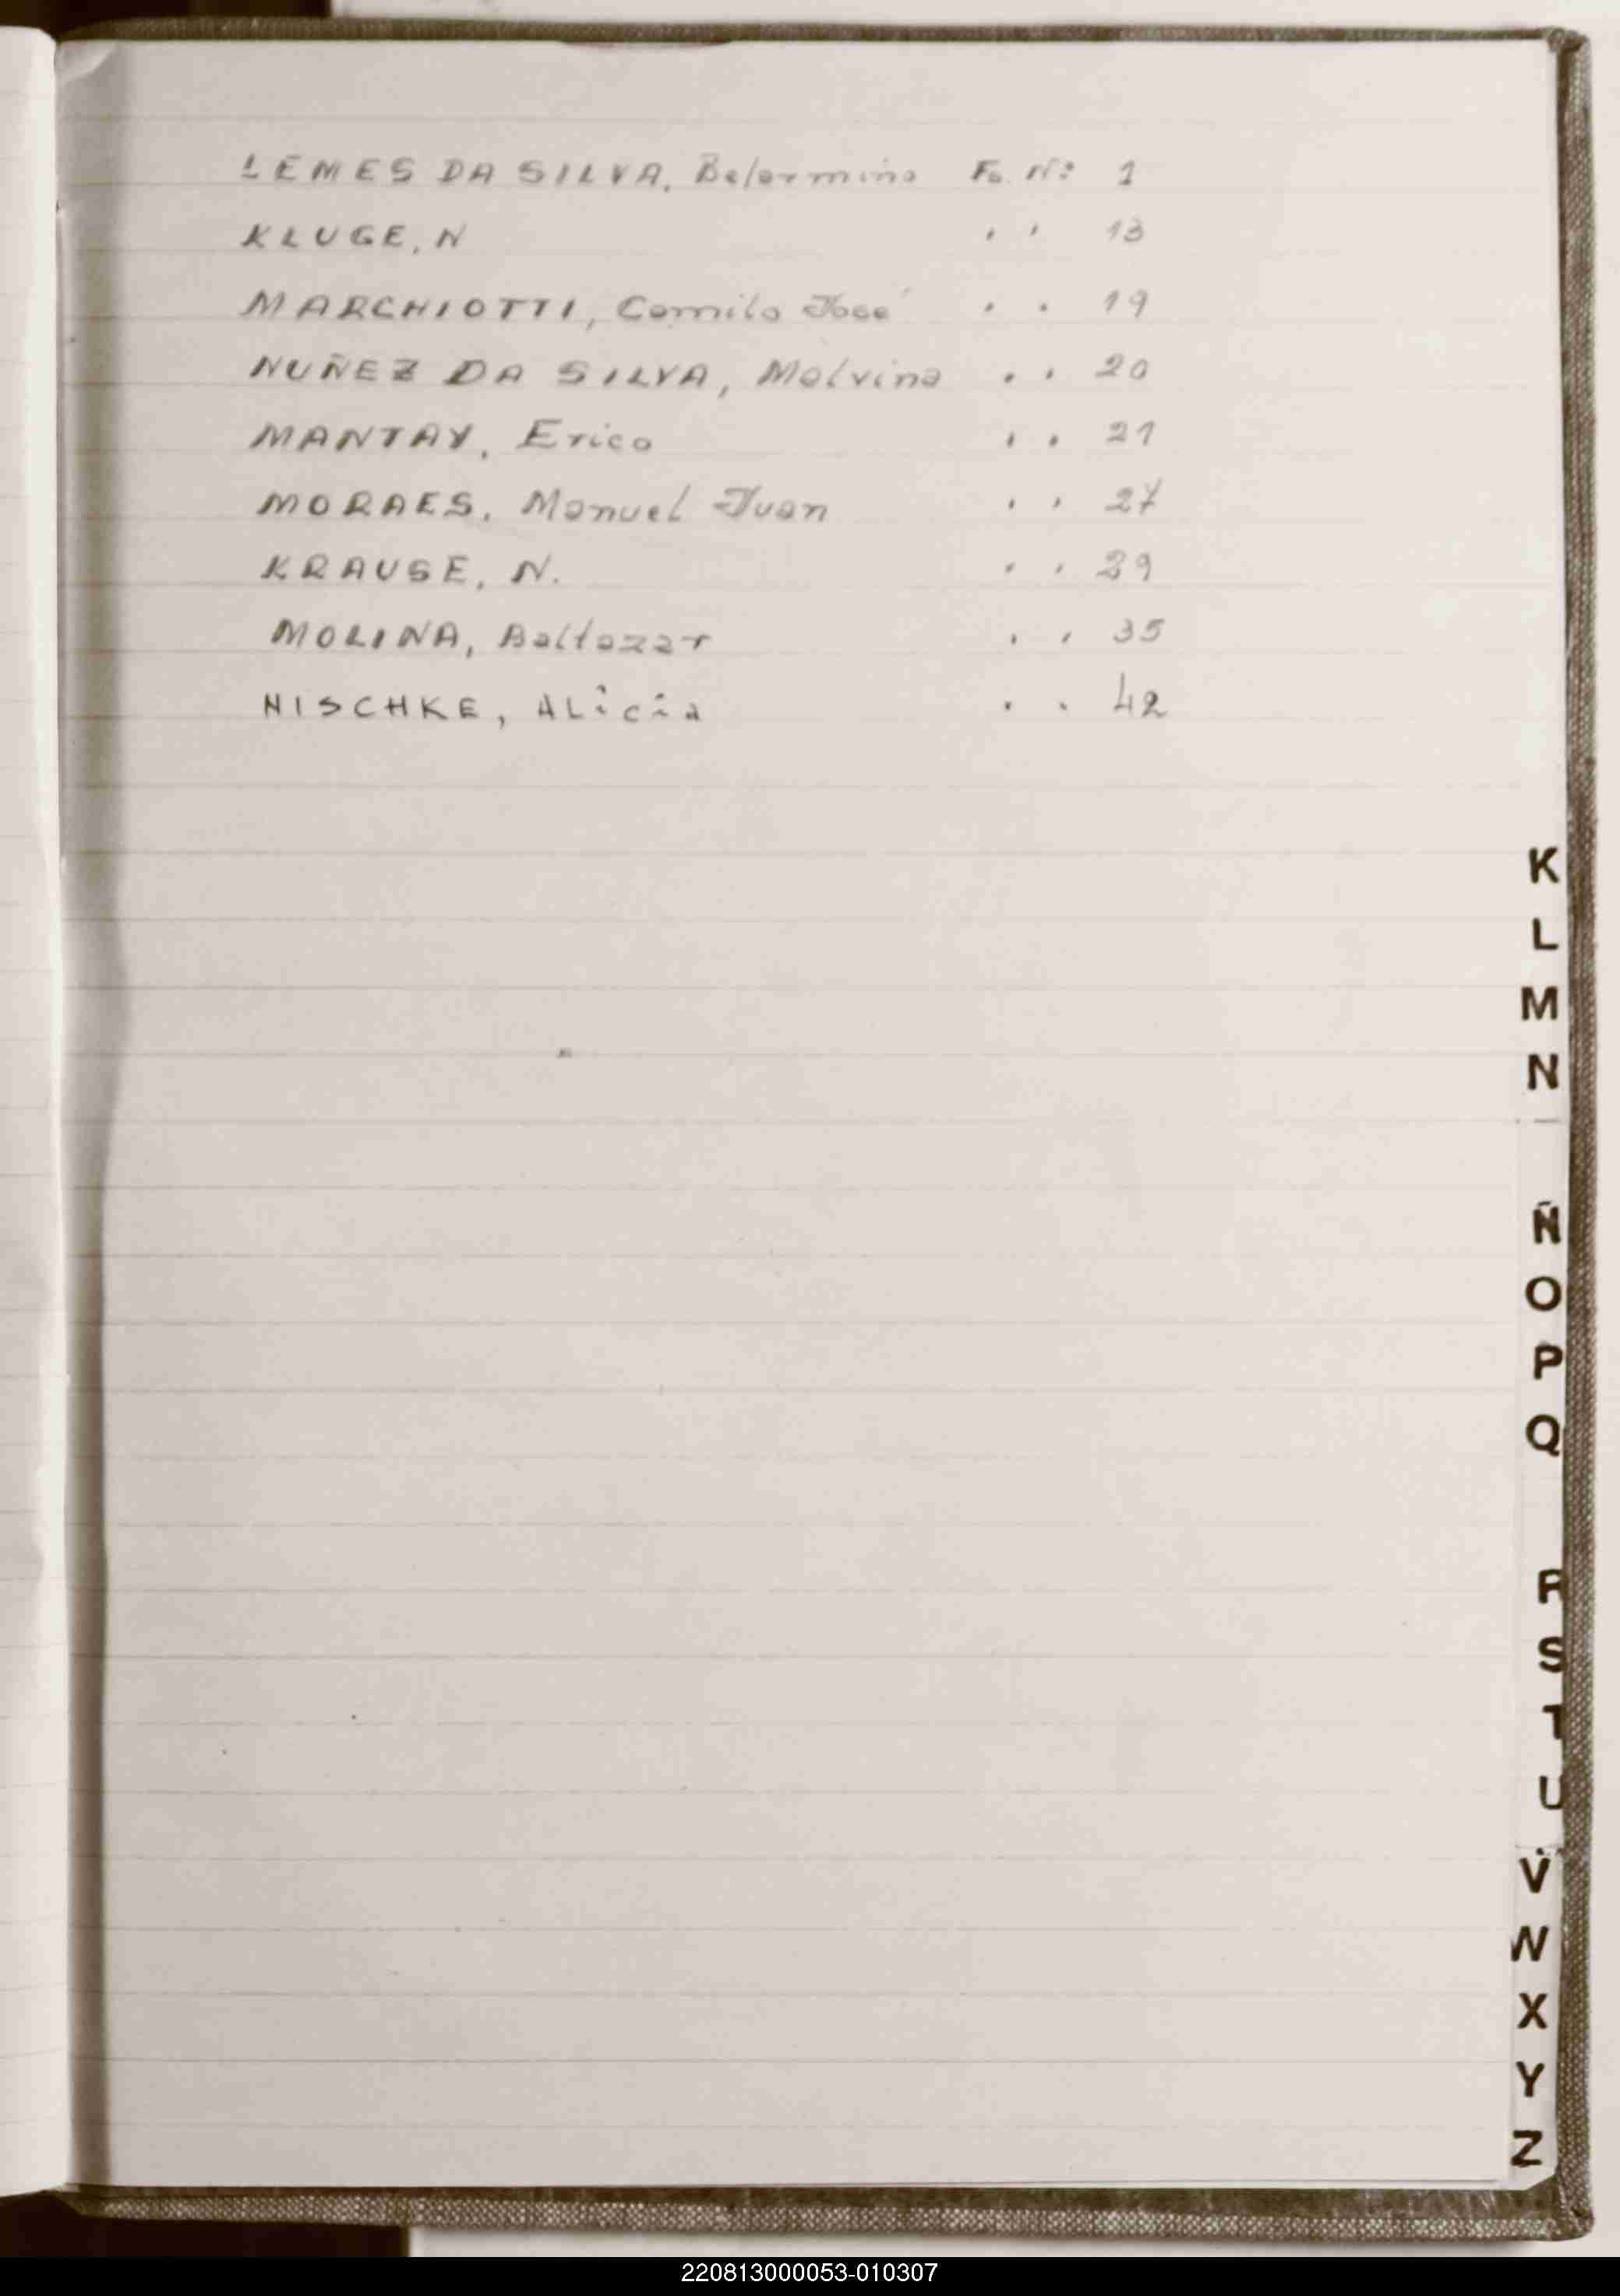 LEMES DA SILVA, Belarmino Fo. Nº 1
KLUGE, N " 13
MARCHIOTTI, Camilo José " 19
NUÑEZ DA SILVA, Malvina " 20
MANTAY, Erico " 21
MORAES, Manuel Juan " 27
KRAUSE, N. " 29
MOLINA, Baltazar " 35
NISCHKE, ALicia " 42
K
L
M
N
Ñ
O
P
Q
R
S
T
U
V
W
X
Y
Z
220813000053-010307